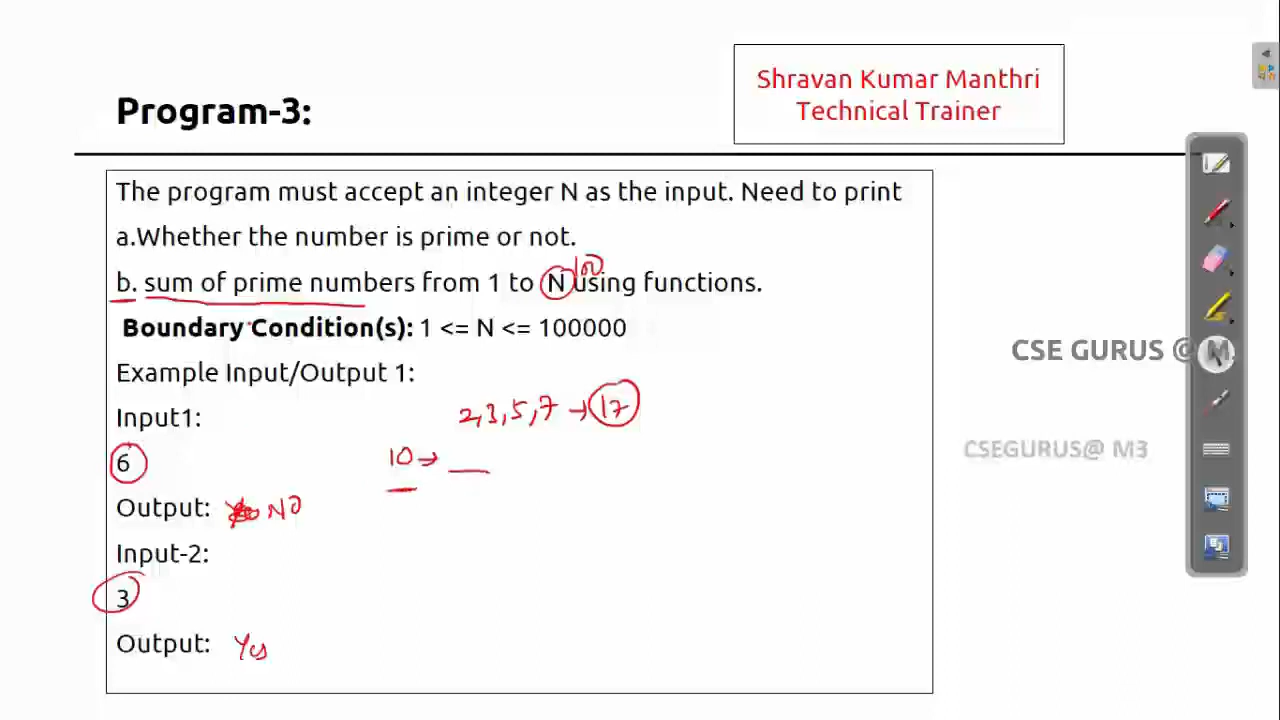 Shravan Kumar Manthri
Technical Trainer
Program-3:
The program must accept an integer N as the input. Need to print
a.Whether the number is prime or not.
100
b. sum of prime numbers from 1 to N using functions.
Boundary Condition(s): 1 <= N <= 100000
CSE GURUS @ M
Example Input/Output 1:
Input1:
2,3,5,7 → 17
CSEGURUS@ M3
6
10 →
Output: NO
Input-2:
3
Output: Yes